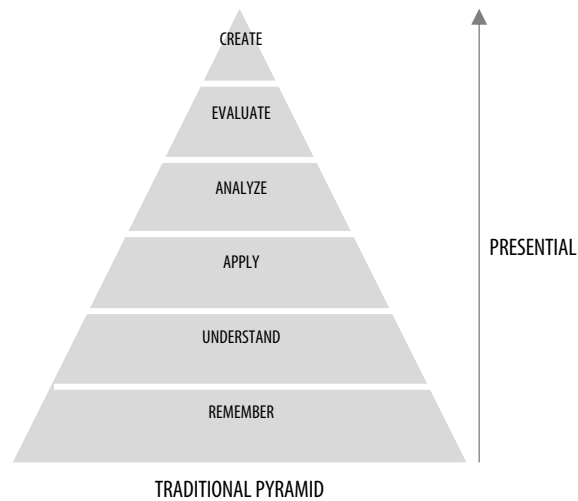 CREATE
EVALUATE
ANALYZE
APPLY
PRESENTIAL
UNDERSTAND
REMEMBER
TRADITIONAL PYRAMID